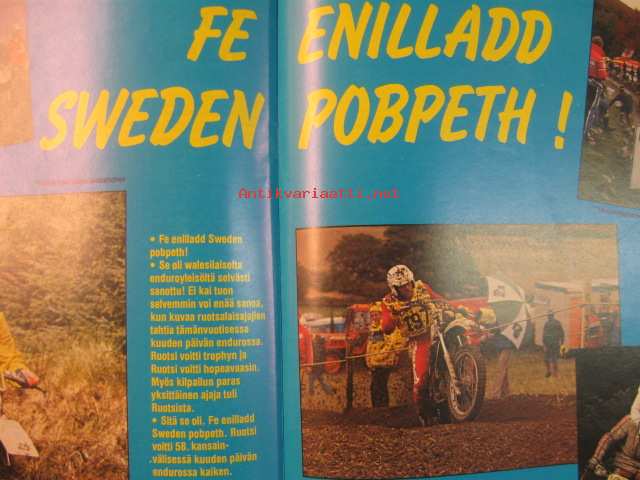 FE ENILLADD
SWEDEN POBPETH !
Antikvariaatti.net
• Fe enilladd Sweden
pobpeth!
• Se oli walesilaiselta
enduroyleisöltä selvästi
sanottu! Ei kai tuon
selvemmin voi enää sanoa,
kun kuvaa ruotsalaisajajien
tahtia tämänvuotisessa
kuuden päivän endurossa.
Ruotsi voitti trophyn ja
Ruotsi voitti hopeavaasin.
Myös kilpailun paras
yksittäinen ajaja tuli
Ruotsista.
• Sitä se oli. Fe enilladd
Sweden pobpeth. Ruotsi
voitti 58. kansain-
välisessä kuuden päivän
endurossa kaiken.